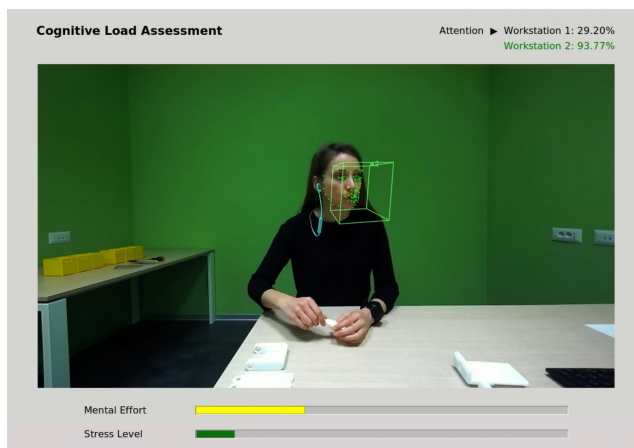 Cognitive Load Assessment
Attention ▶ Workstation 1: 29.20%
Workstation 2: 93.77%
Mental Effort
Stress Level